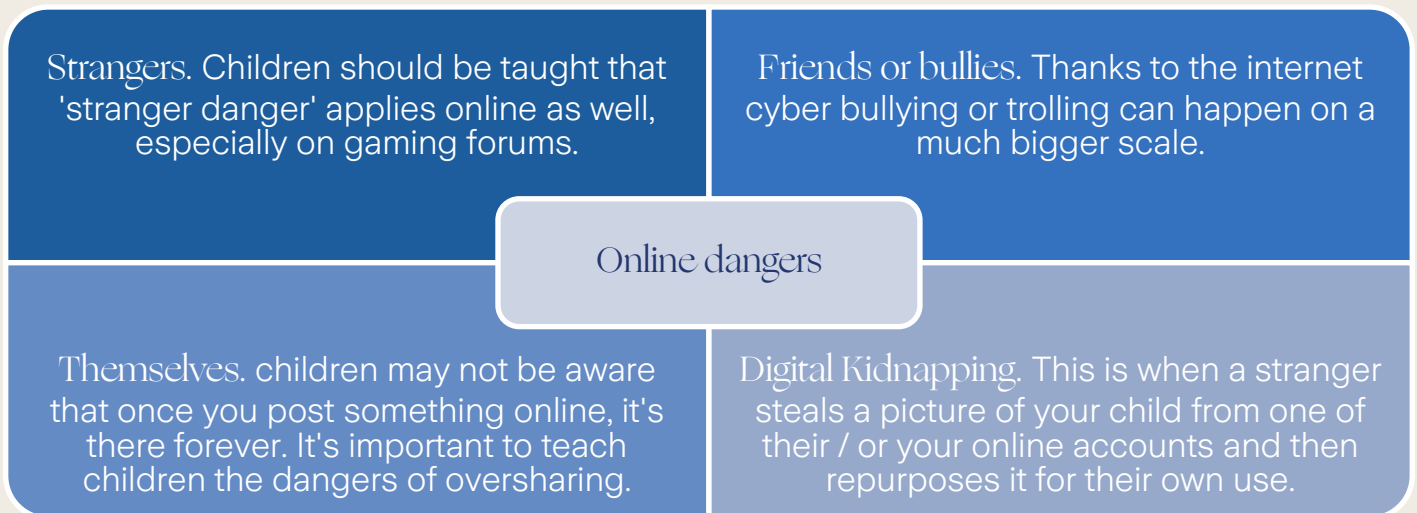 Strangers. Children should be taught that
'stranger danger' applies online as well,
especially on gaming forums.
Friends or bullies. Thanks to the internet
cyber bullying or trolling can happen on a
much bigger scale.
Online dangers
Themselves. children may not be aware
that once you post something online, it's
there forever. It's important to teach
children the dangers of oversharing.
Digital Kidnapping. This is when a stranger
steals a picture of your child from one of
their / or your online accounts and then
repurposes it for their own use.